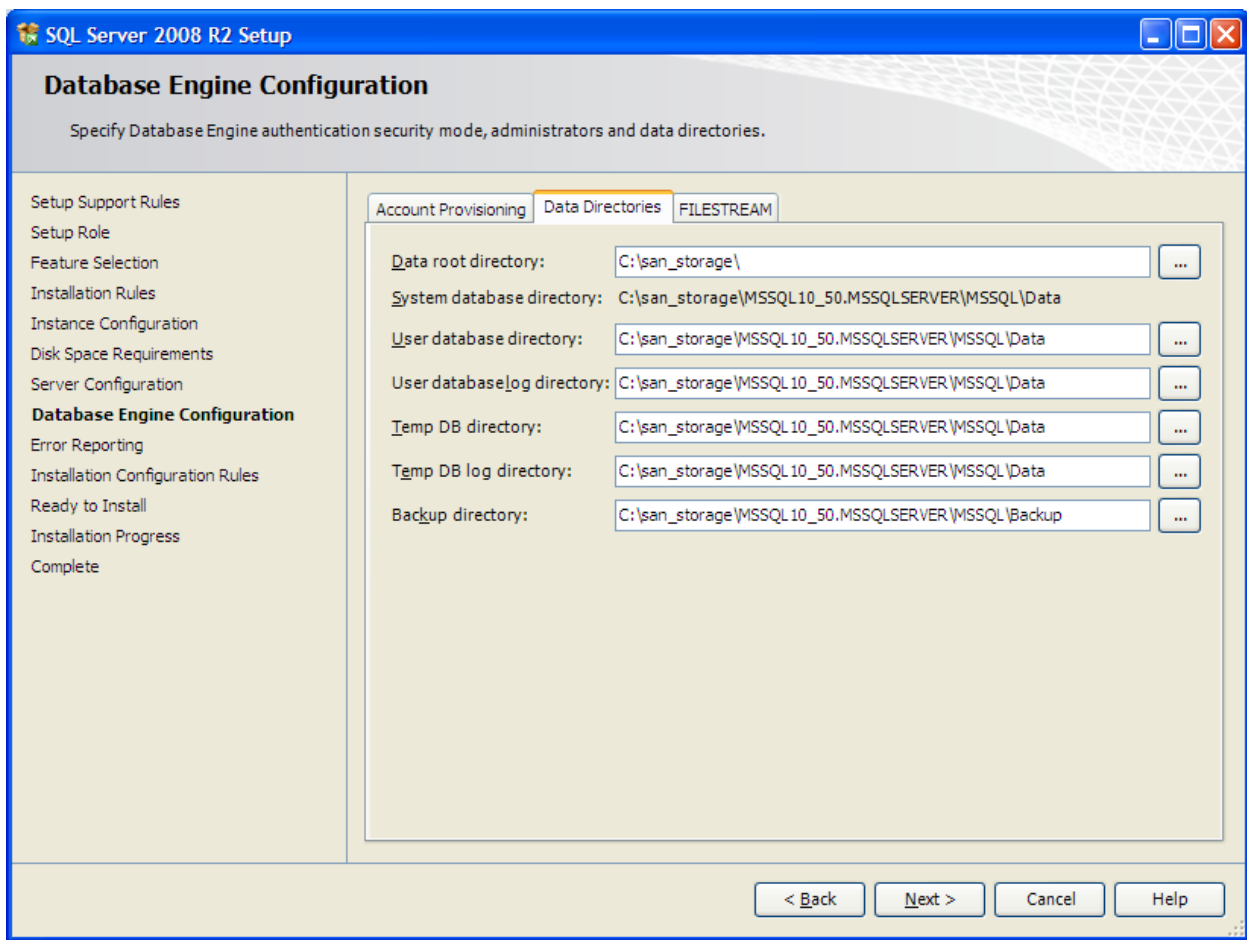 SQL Server 2008 R2 Setup
Database Engine Configuration
Specify Database Engine authentication security mode, administrators and data directories.
Setup Support Rules
Setup Role
Feature Selection
Installation Rules
Instance Configuration
Disk Space Requirements
Server Configuration
Database Engine Configuration
Error Reporting
Installation Configuration Rules
Ready to Install
Installation Progress
Complete
Account Provisioning Data Directories FILESTREAM
Data root directory: C:\san_storage\ ...
System database directory: C:\san_storage\MSSQL10_50.MSSQLSERVER\MSSQL\Data
User database directory: C:\san_storage\MSSQL10_50.MSSQLSERVER\MSSQL\Data ...
User databaselog directory: C:\san_storage\MSSQL10_50.MSSQLSERVER\MSSQL\Data ...
Temp DB directory: C:\san_storage\MSSQL10_50.MSSQLSERVER\MSSQL\Data ...
Temp DB log directory: C:\san_storage\MSSQL10_50.MSSQLSERVER\MSSQL\Data ...
Backup directory: C:\san_storage\MSSQL10_50.MSSQLSERVER\MSSQL\Backup ...
< Back Next > Cancel Help